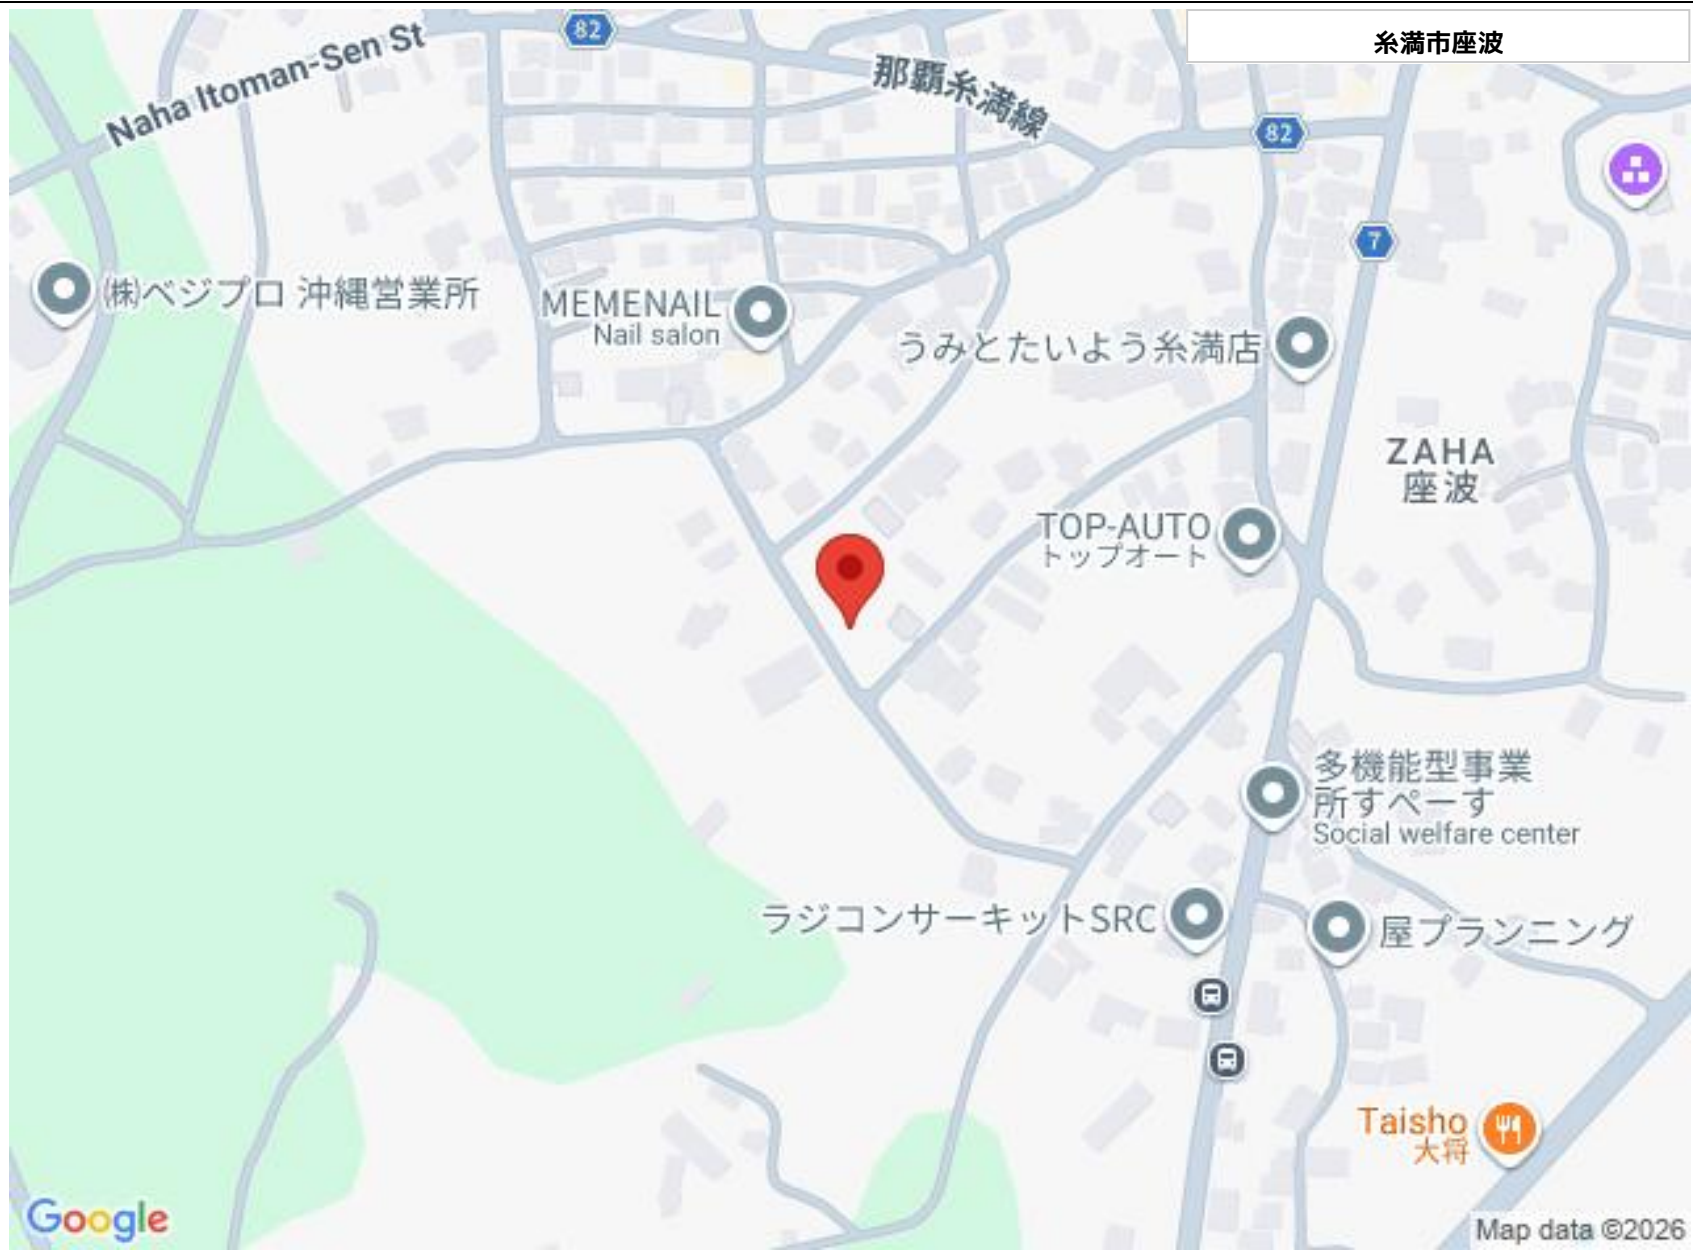 糸満市座波
82
Naha Itoman-Sen St
那覇糸満線
82
7
㈱ベジプロ 沖縄営業所
MEMENAIL
Nail salon
うみとたいよう糸満店
ZAHA
座波
TOP-AUTO
トップオート
多機能型事業
所すぺーす
Social welfare center
ラジコンサーキットSRC
屋プランニング
Taisho
大将
Google
Map data ©2026